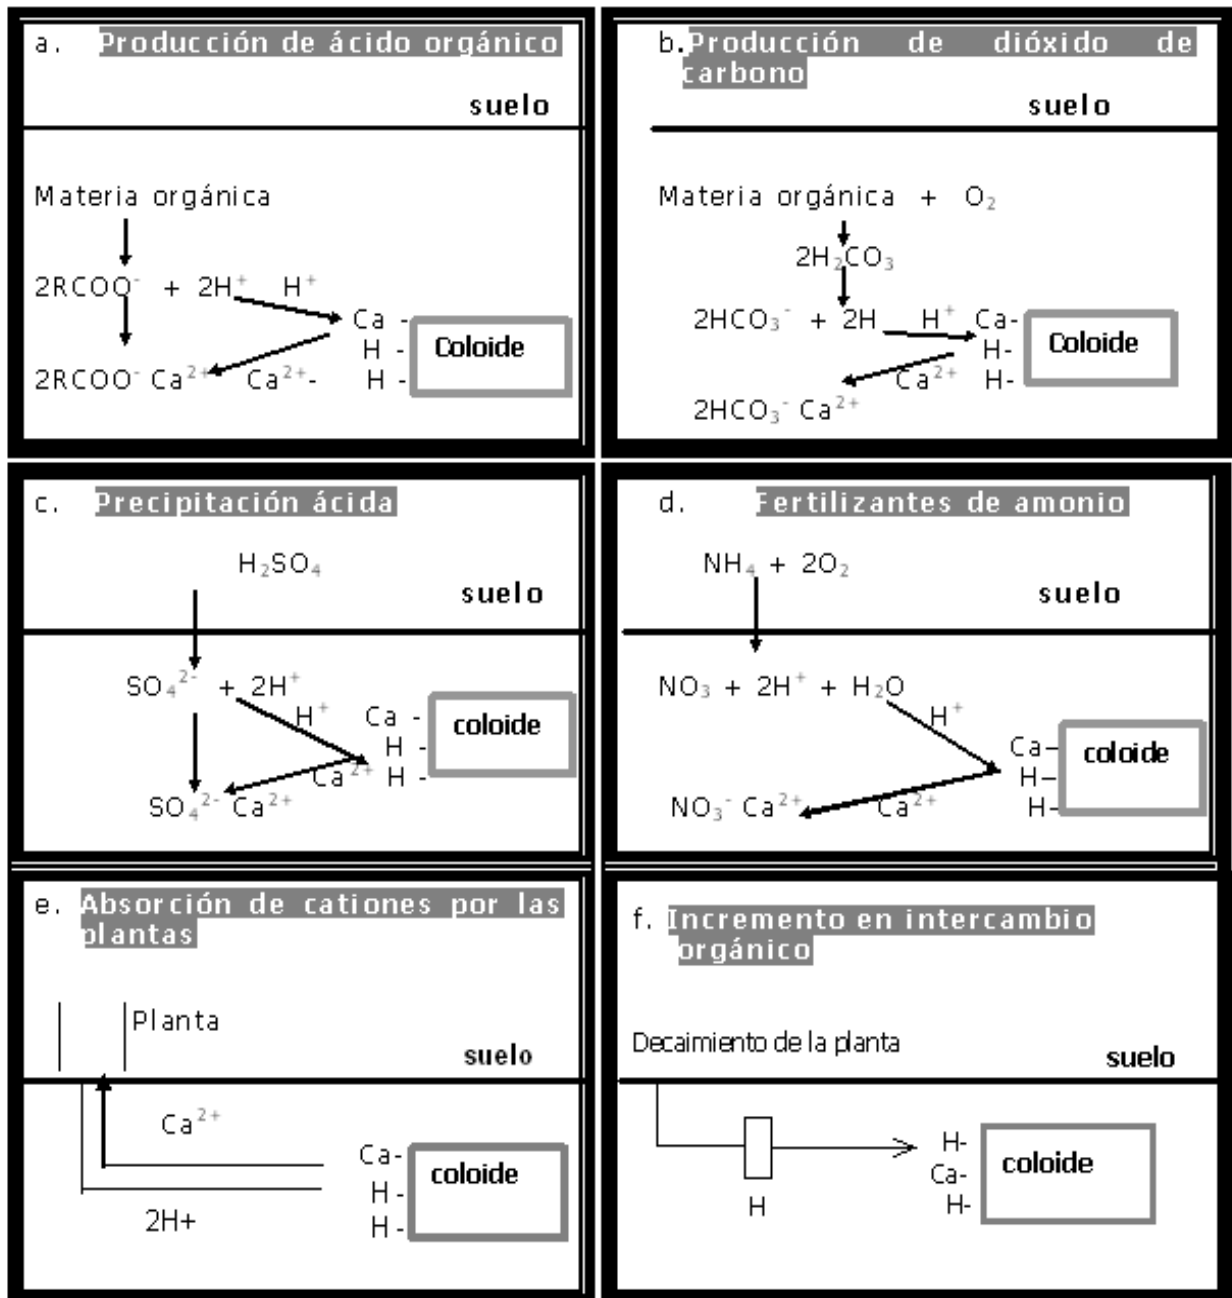 a. Producción de ácido orgánico
suelo
Materia orgánica
2RCOO⁻ + 2H⁺ H⁺
Ca -
H -
H -
Coloide
2RCOO⁻ Ca²⁺ Ca²⁺-
b. Producción de dióxido de
carbono
suelo
Materia orgánica + O₂
2H₂CO₃
2HCO₃⁻ + 2H H⁺
Ca-
H-
H-
Coloide
Ca²⁺
2HCO₃⁻ Ca²⁺
c. Precipitación ácida
H₂SO₄
suelo
SO₄²⁻ + 2H⁺
H⁺
Ca -
H -
H -
coloide
Ca²⁺
SO₄²⁻ Ca²⁺
d. Fertilizantes de amonio
NH₄ + 2O₂
suelo
NO₃ + 2H⁺ + H₂O
H⁺
Ca-
H-
H-
coloide
NO₃⁻ Ca²⁺ Ca²⁺
e. Absorción de cationes por las
plantas
Planta
suelo
Ca²⁺
Ca-
H -
H -
coloide
2H+
f. Incremento en intercambio
orgánico
Decaimiento de la planta
suelo
H-
Ca-
H-
coloide
H